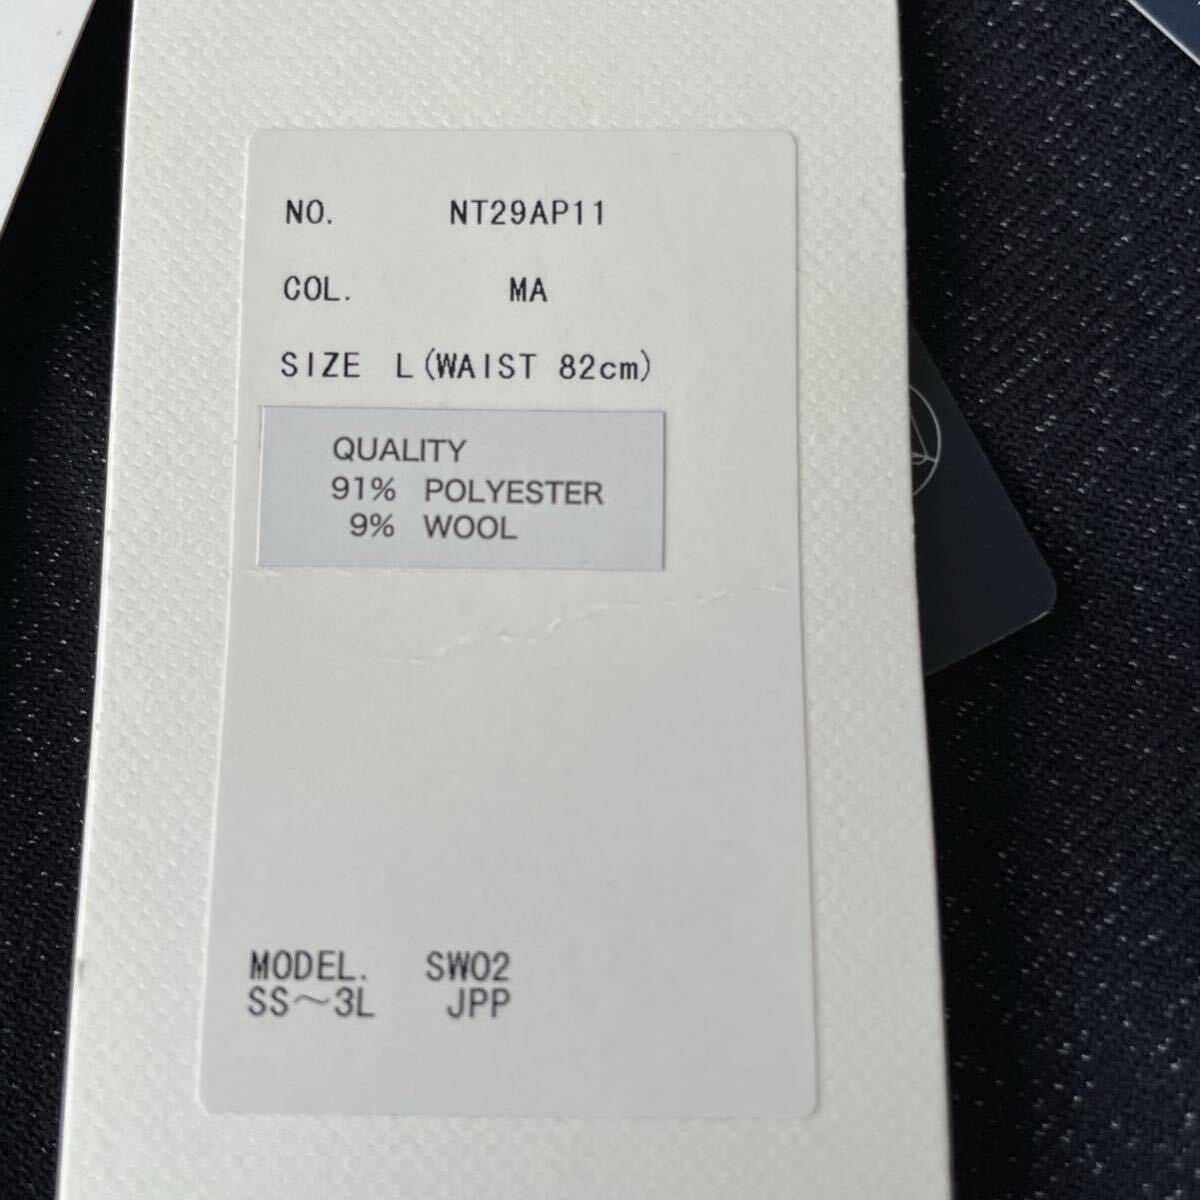 NO. NT29AP11
COL. MA
SIZE L(WAIST 82cm)
QUALITY
91% POLYESTER
9% WOOL
MODEL. SW02
SS～3L JPP